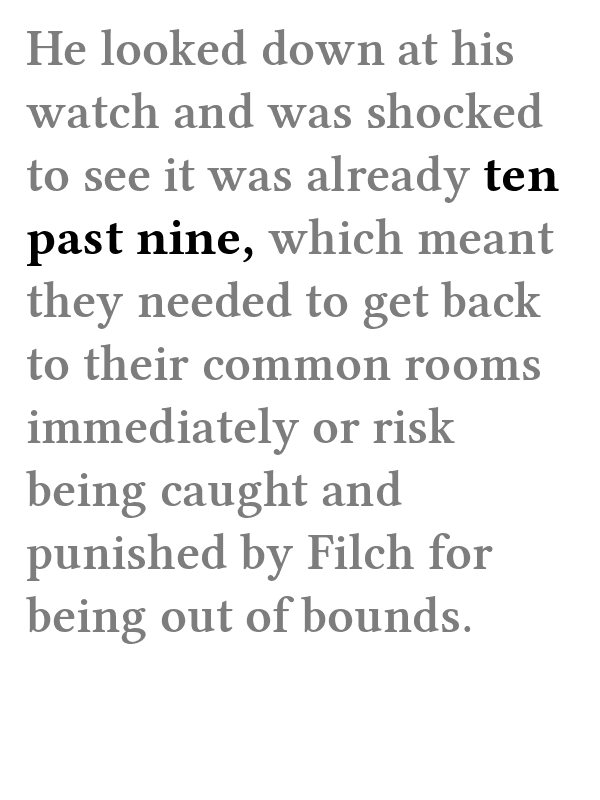 He looked down at his
watch and was shocked
to see it was already ten
past nine, which meant
they needed to get back
to their common rooms
immediately or risk
being caught and
punished by Filch for
being out of bounds.